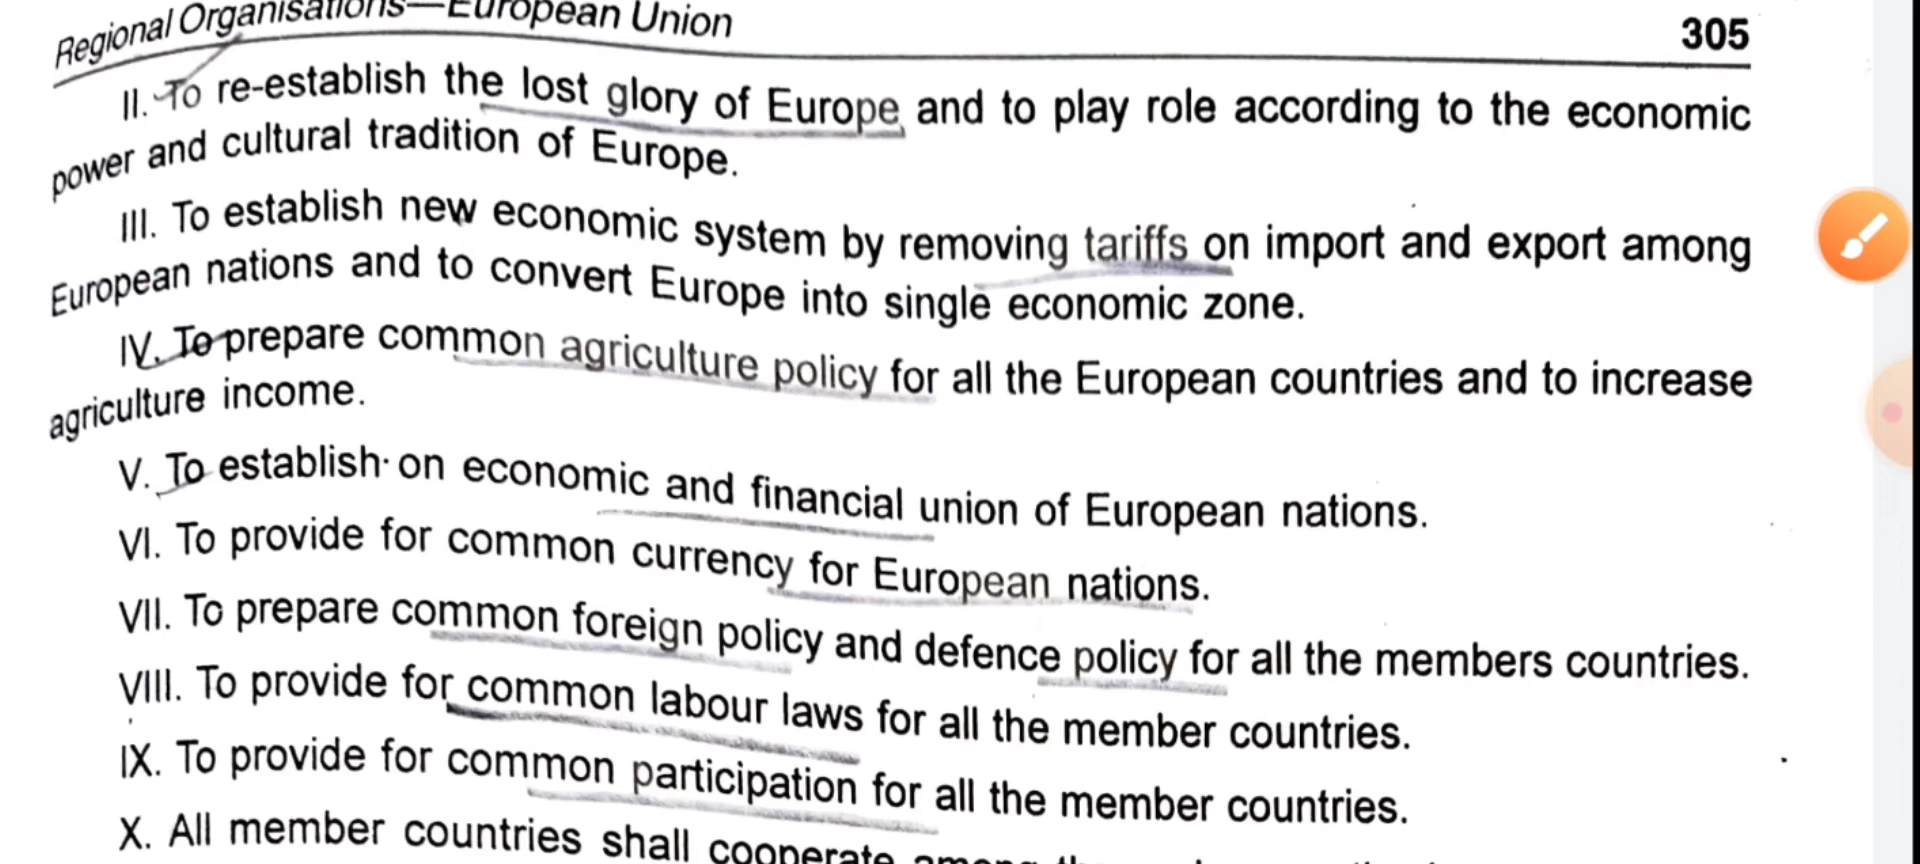 Regional Organisations—European Union 305
II. To re-establish the lost glory of Europe and to play role according to the economic
power and cultural tradition of Europe.
III. To establish new economic system by removing tariffs on import and export among
European nations and to convert Europe into single economic zone.
IV. To prepare common agriculture policy for all the European countries and to increase
agriculture income.
V. To establish on economic and financial union of European nations.
VI. To provide for common currency for European nations.
VII. To prepare common foreign policy and defence policy for all the members countries.
VIII. To provide for common labour laws for all the member countries.
IX. To provide for common participation for all the member countries.
X. All member countries shall cooperate among